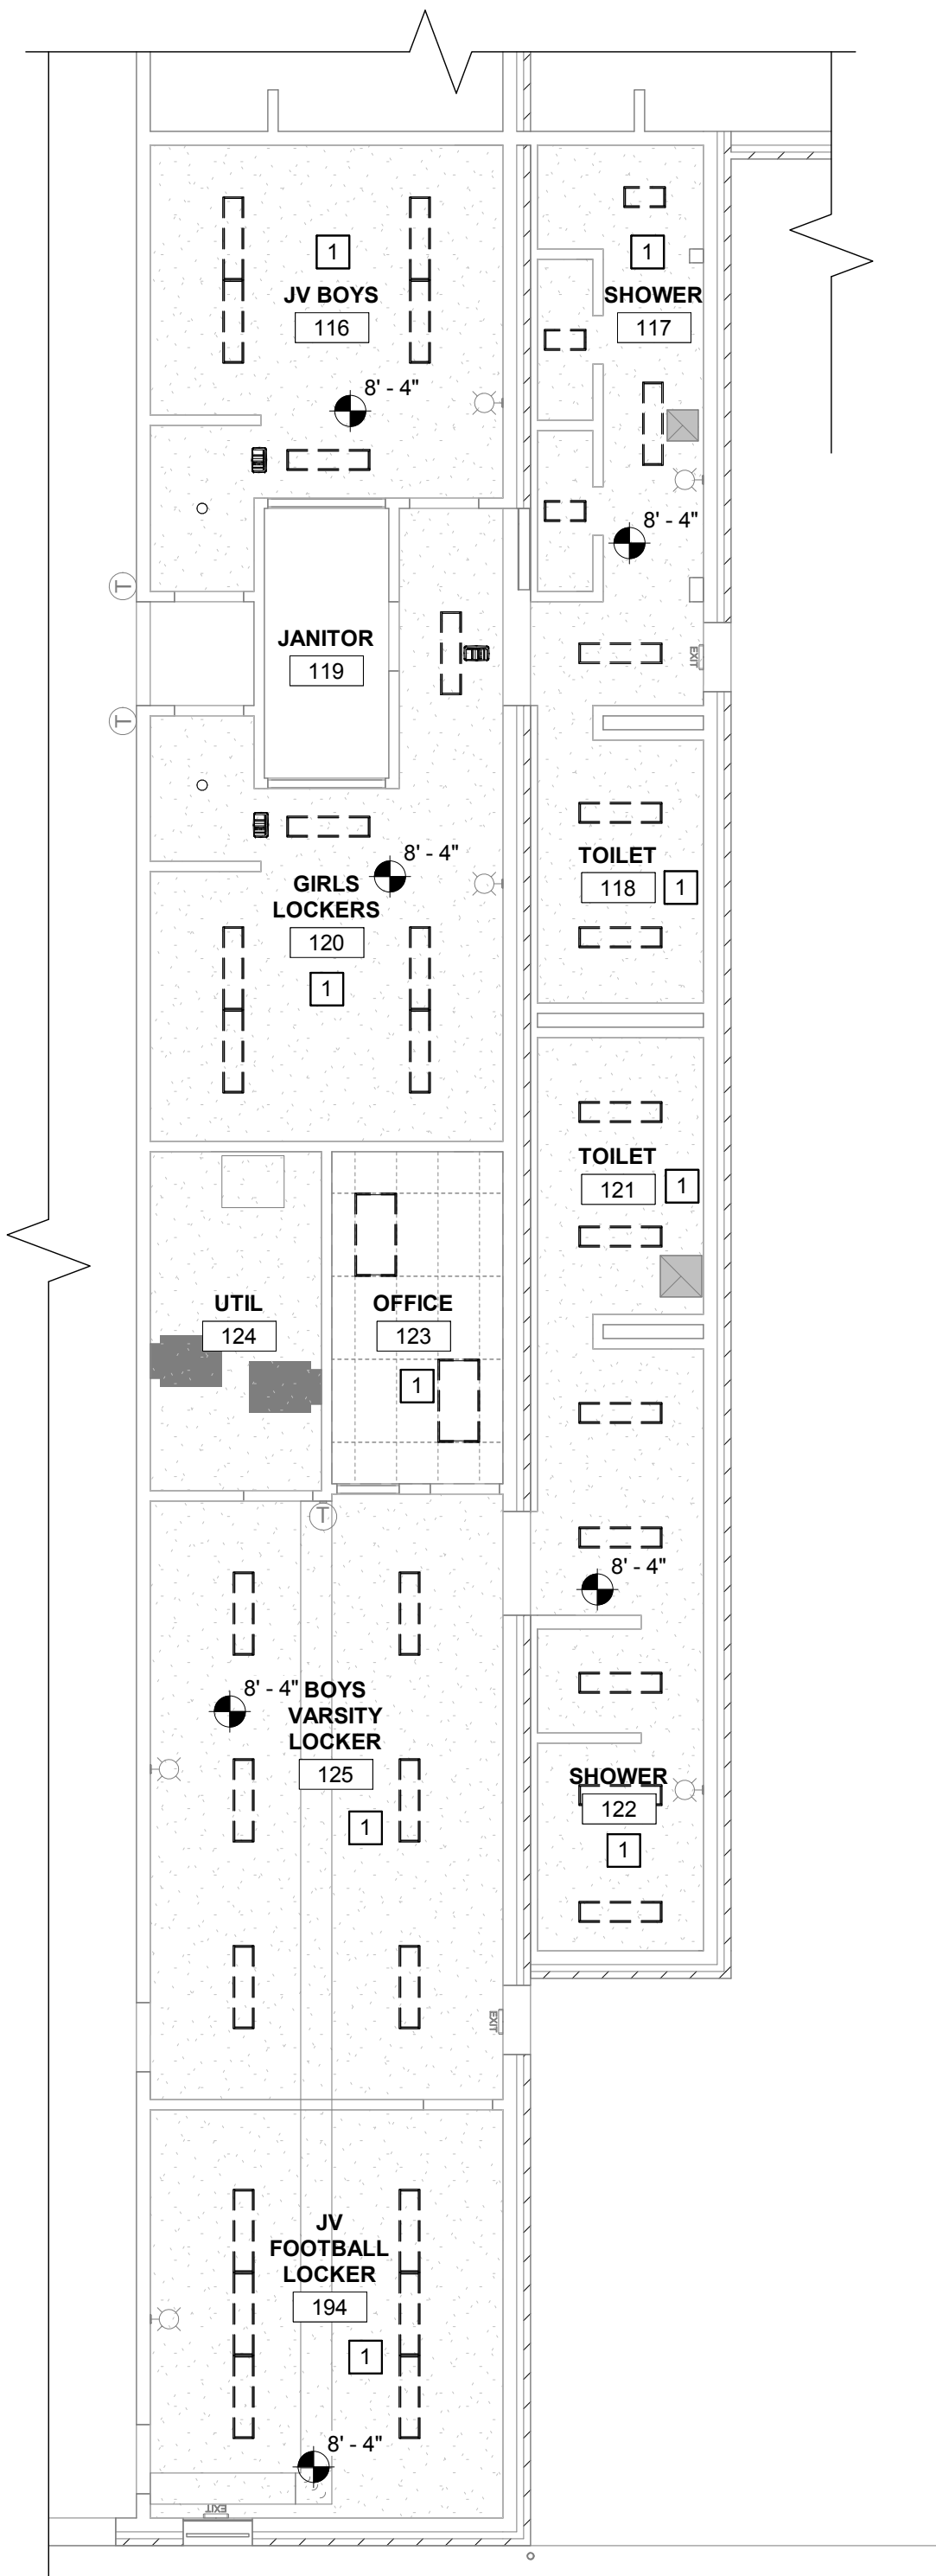 1
JV BOYS
116
8' - 4"
1
SHOWER
117
8' - 4"
T
JANITOR
119
EXIT
T
8' - 4"
GIRLS
LOCKERS
120
1
TOILET
118
1
TOILET
121
1
UTIL
124
OFFICE
123
1
T
8' - 4"
8' - 4"
BOYS
VARSITY
LOCKER
125
1
SHOWER
122
1
EXIT
JV
FOOTBALL
LOCKER
194
1
8' - 4"
EXIT